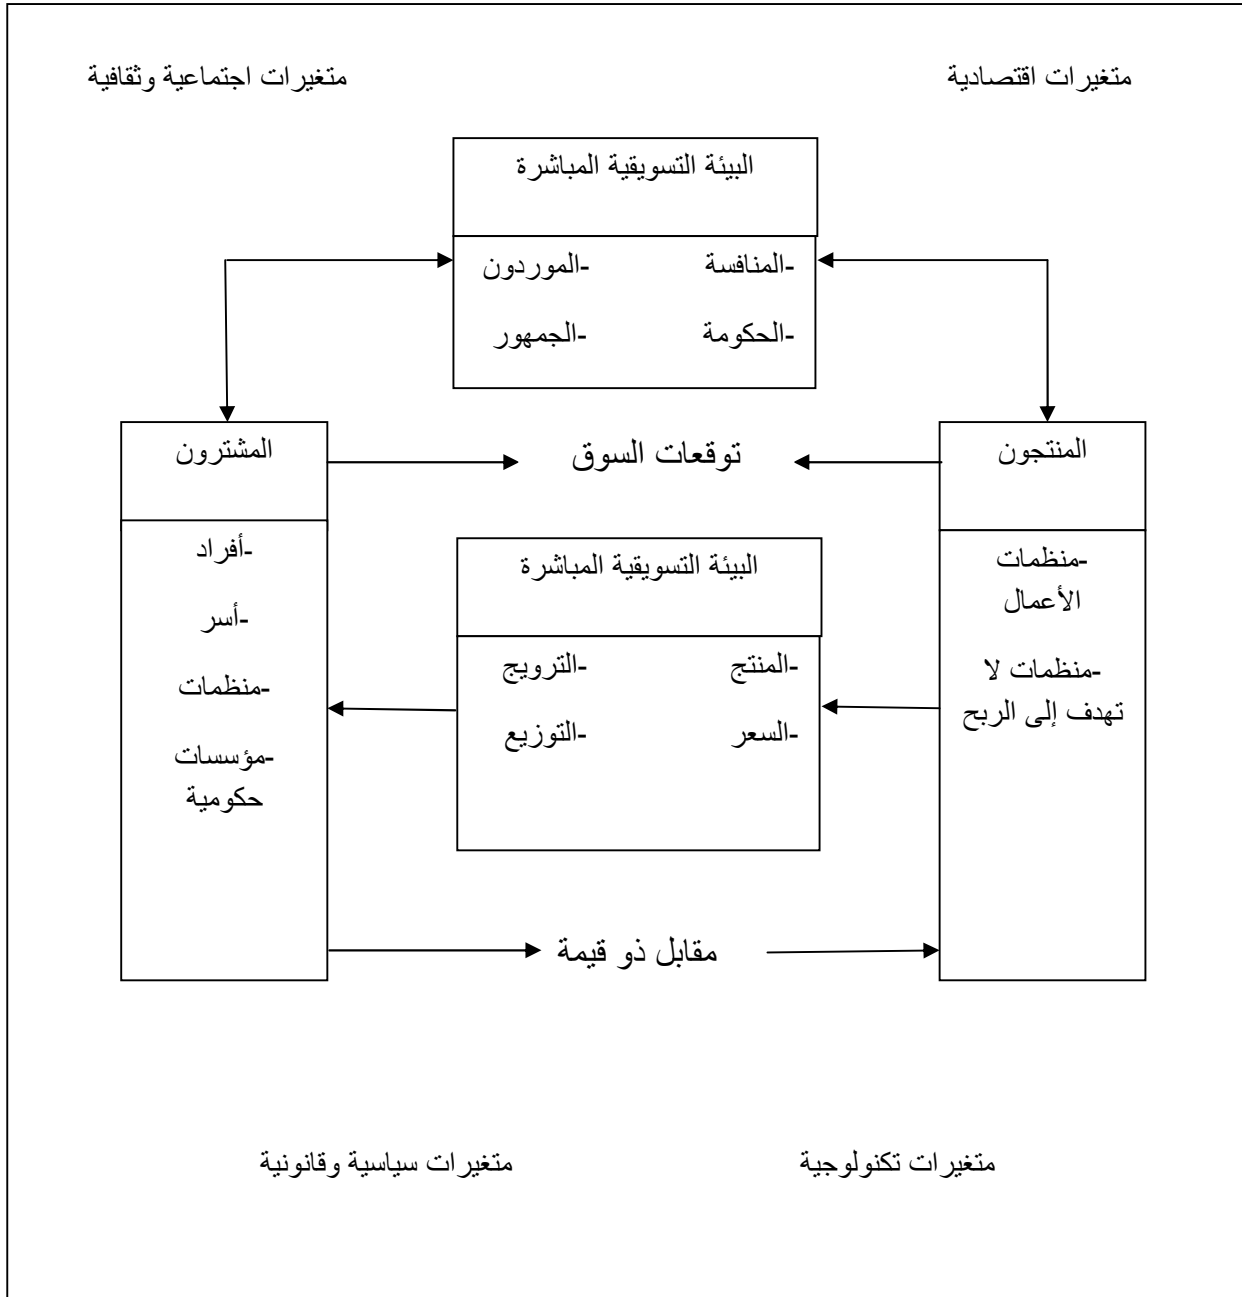 متغيرات اقتصادية
متغيرات اجتماعية وثقافية
البيئة التسويقية المباشرة
-المنافسة
-الموردون
-الحكومة
-الجمهور
المنتجون
توقعات السوق
المشترون
-منظمات
الأعمال
-منظمات لا
تهدف إلى الربح
البيئة التسويقية المباشرة
-المنتج
-الترويج
-السعر
-التوزيع
-أفراد
-أسر
-منظمات
-مؤسسات
حكومية
مقابل ذو قيمة
متغيرات تكنولوجية
متغيرات سياسية وقانونية